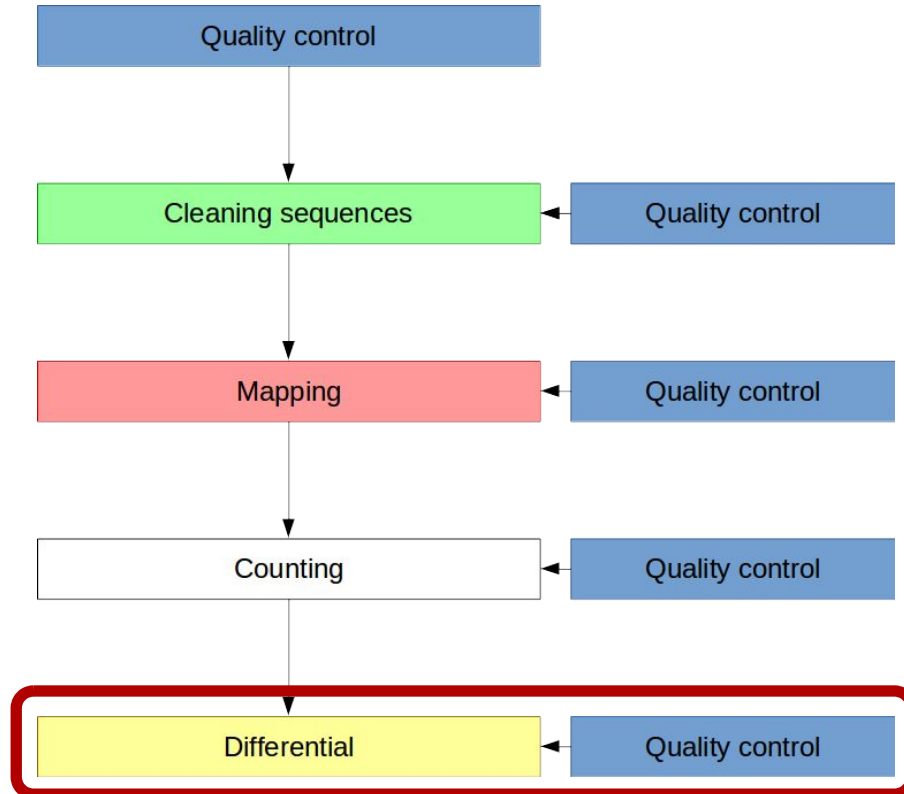 Quality control
Cleaning sequences
Quality control
Mapping
Quality control
Counting
Quality control
Differential
Quality control